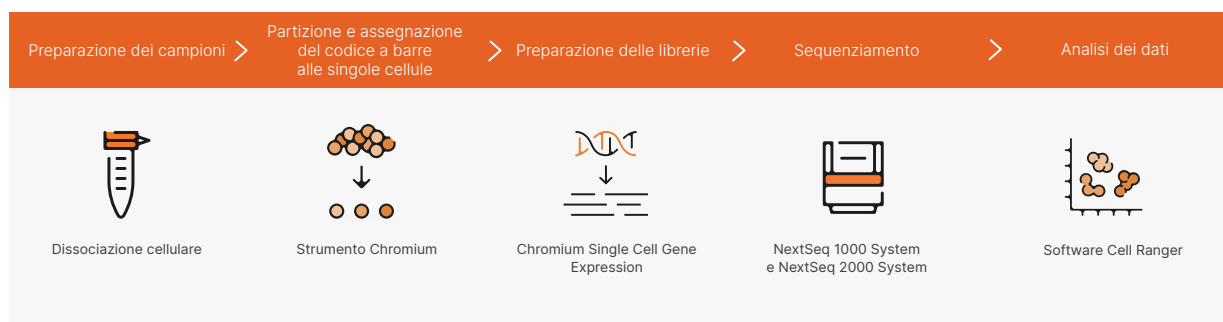 Preparazione dei campioni
Partizione e assegnazione
del codice a barre
alle singole cellule
Preparazione delle librerie
Sequenziamento
Analisi dei dati
Dissociazione cellulare
Strumento Chromium
Chromium Single Cell Gene
Expression
NextSeq 1000 System
e NextSeq 2000 System
Software Cell Ranger